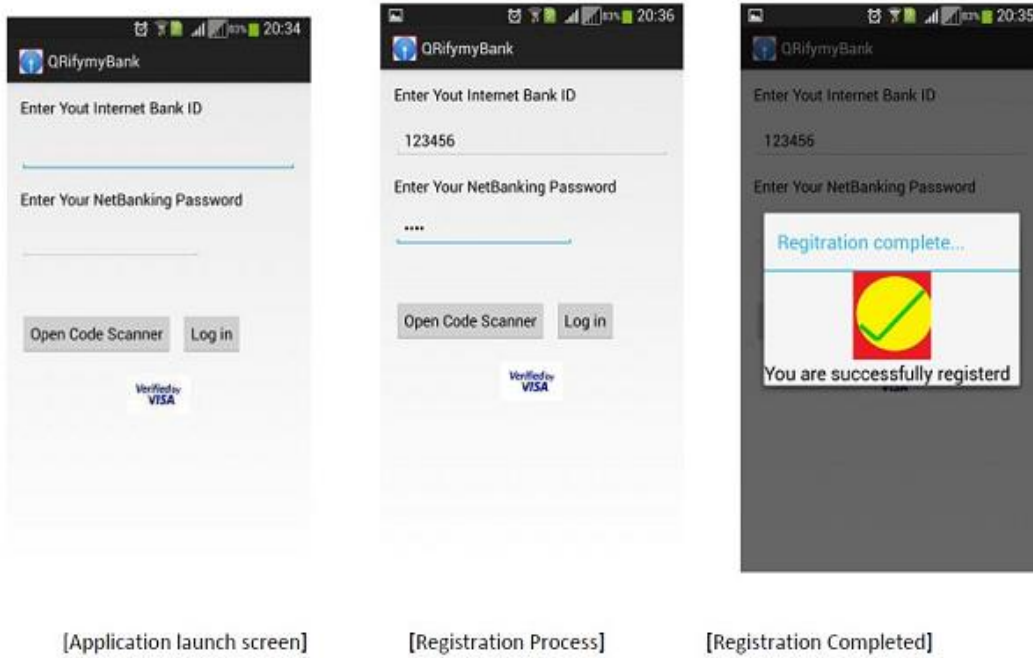 20:34
QRifymyBank
Enter Yout Internet Bank ID
Enter Your NetBanking Password
Open Code Scanner Log in
Verified by
VISA
[Application launch screen]
83% 20:36
QRifymyBank
Enter Yout Internet Bank ID
123456
Enter Your NetBanking Password
Open Code Scanner Log in
Verified by
VISA
[Registration Process]
20:35
QRifymyBank
Enter Yout Internet Bank ID
123456
Enter Your NetBanking Password
Regitration complete...
You are successfully registerd
[Registration Completed]